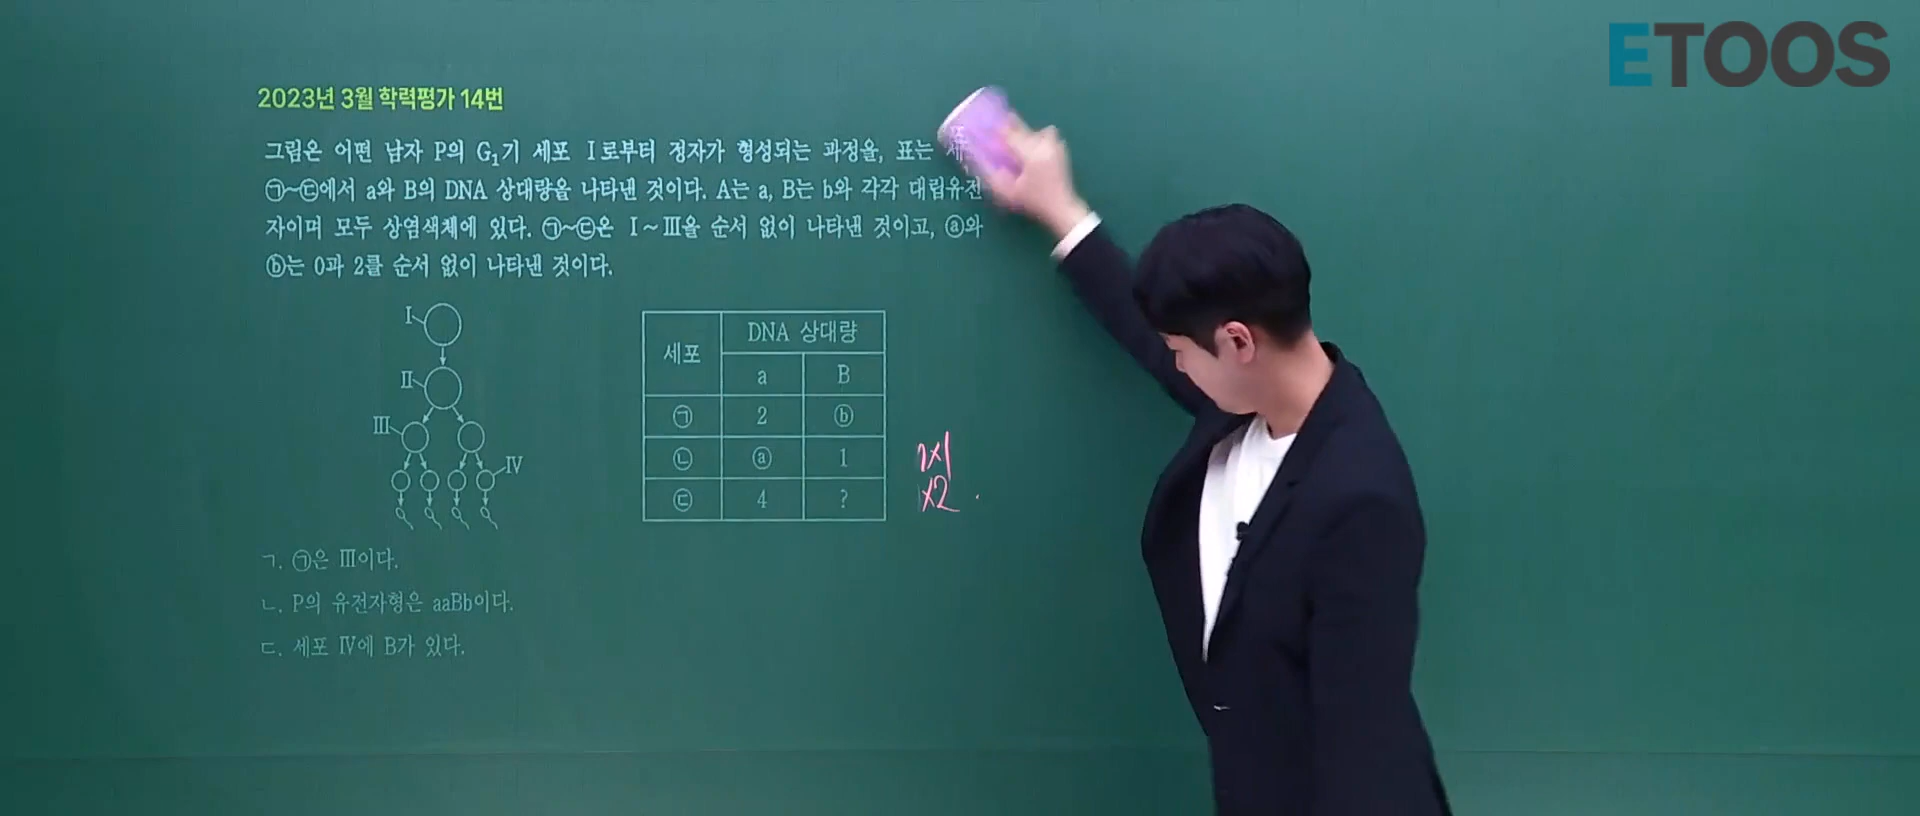 ETOOS
2023년 3월 학력평가 14번
그림은 어떤 남자 P의 G₁기 세포 Ⅰ로부터 정자가 형성되는 과정을, 표는 세포
㉠~㉢에서 a와 B의 DNA 상대량을 나타낸 것이다. A는 a, B는 b와 각각 대립유전
자이며 모두 상염색체에 있다. ㉠~㉢은 Ⅰ~Ⅲ을 순서 없이 나타낸 것이고, ⓐ와
ⓑ는 0과 2를 순서 없이 나타낸 것이다.
Ⅰ
Ⅱ
Ⅲ
Ⅳ
세포 DNA 상대량
a B
㉠ 2 ⓑ
㉡ ⓐ 1
㉢ 4 ?
×1
×2
ㄱ. ㉠은 Ⅲ이다.
ㄴ. P의 유전자형은 aaBb이다.
ㄷ. 세포 Ⅳ에 B가 있다.